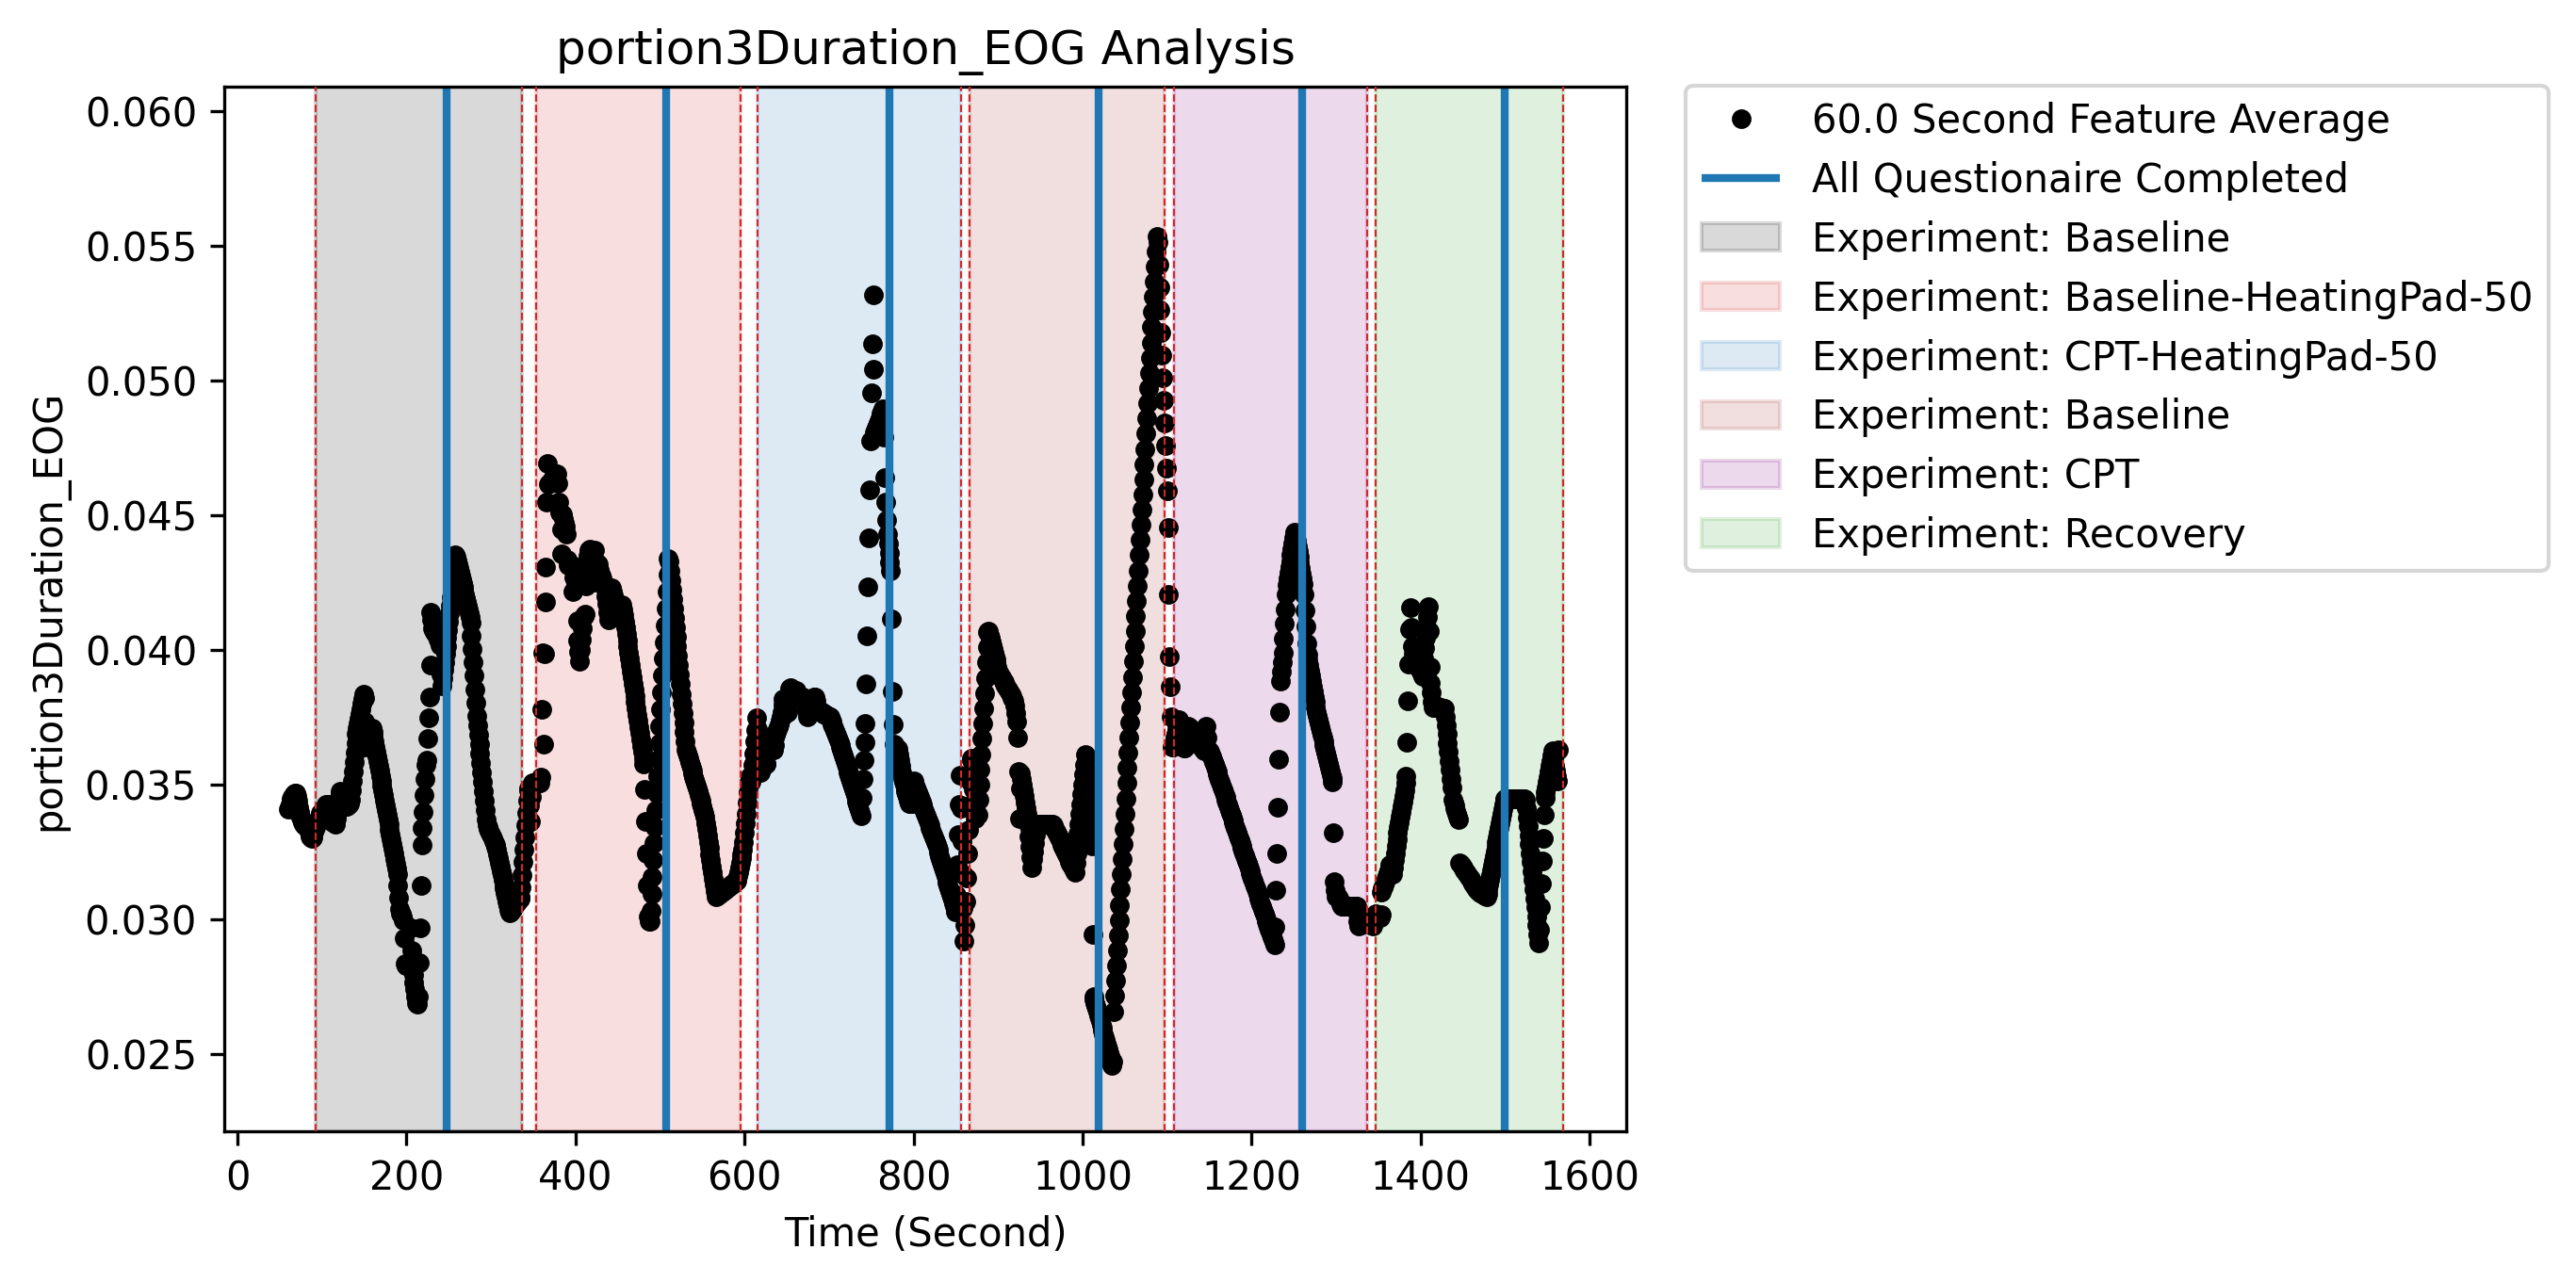 portion3Duration_EOG Analysis
0.060
0.055
0.050
0.045
0.040
0.035
0.030
0.025
portion3Duration_EOG
0 200 400 600 800 1000 1200 1400 1600
Time (Second)
60.0 Second Feature Average
All Questionaire Completed
Experiment: Baseline
Experiment: Baseline-HeatingPad-50
Experiment: CPT-HeatingPad-50
Experiment: Baseline
Experiment: CPT
Experiment: Recovery